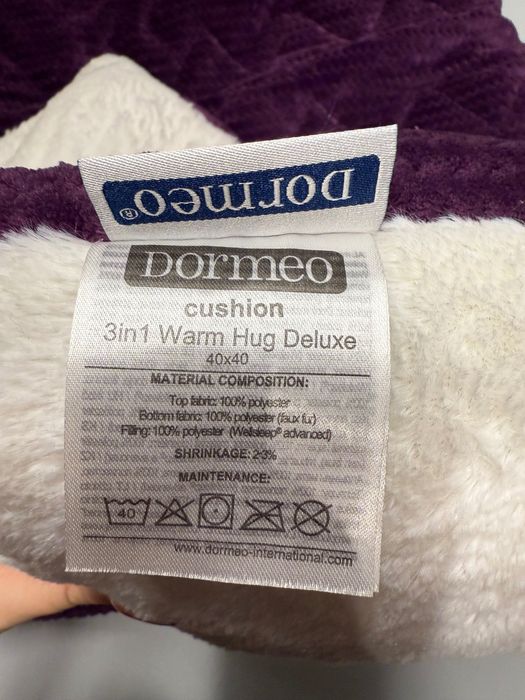 Dormeo®
Dormeo
cushion
3in1 Warm Hug Deluxe
40x40
MATERIAL COMPOSITION:
Top fabric: 100% polyester
Bottom fabric: 100% polyester (faux fur)
Filling: 100% polyester (Wellsleep® advanced)
SHRINKAGE: 2-3%
MAINTENANCE:
40
www.dormeo-international.com